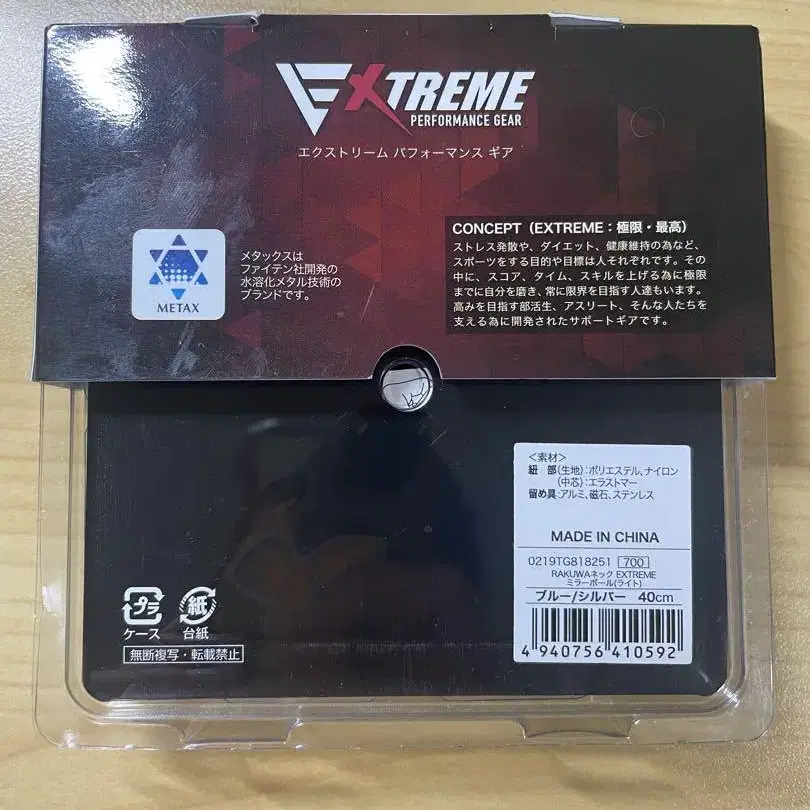 EXTREME
PERFORMANCE GEAR
エクストリーム パフォーマンス ギア
METAX
メタックスは
ファイテン社開発の
水溶化メタル技術の
ブランドです。
CONCEPT（EXTREME：極限・最高）
ストレス発散や、ダイエット、健康維持の為など、
スポーツをする目的や目標は人それぞれです。その
中に、スコア、タイム、スキルを上げる為に極限
までに自分を磨き、常に限界を目指す人達もいます。
高みを目指す部活生、アスリート、そんな人たちを
支える為に開発されたサポートギアです。
＜素材＞
紐　部(生地):ポリエステル、ナイロン
(中芯):エラストマー
留め具:アルミ、磁石、ステンレス
MADE IN CHINA
0219TG818251 700
RAKUWAネック EXTREME
ミラーボール(ライト)
ブルー/シルバー 40cm
4 940756 410592
プラ
ケース
紙
台紙
無断複写・転載禁止